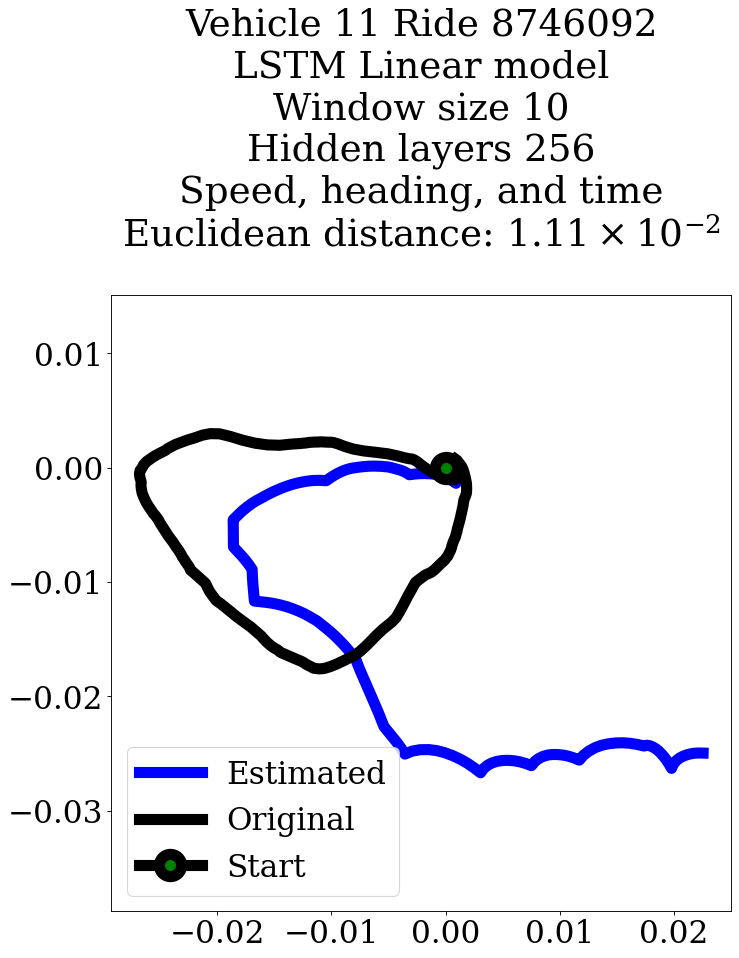 Vehicle 11 Ride 8746092
LSTM Linear model
Window size 10
Hidden layers 256
Speed, heading, and time
Euclidean distance: 1.11 × 10⁻²
0.01
0.00
−0.01
−0.02
−0.03
Estimated
Original
Start
−0.02 −0.01 0.00 0.01 0.02